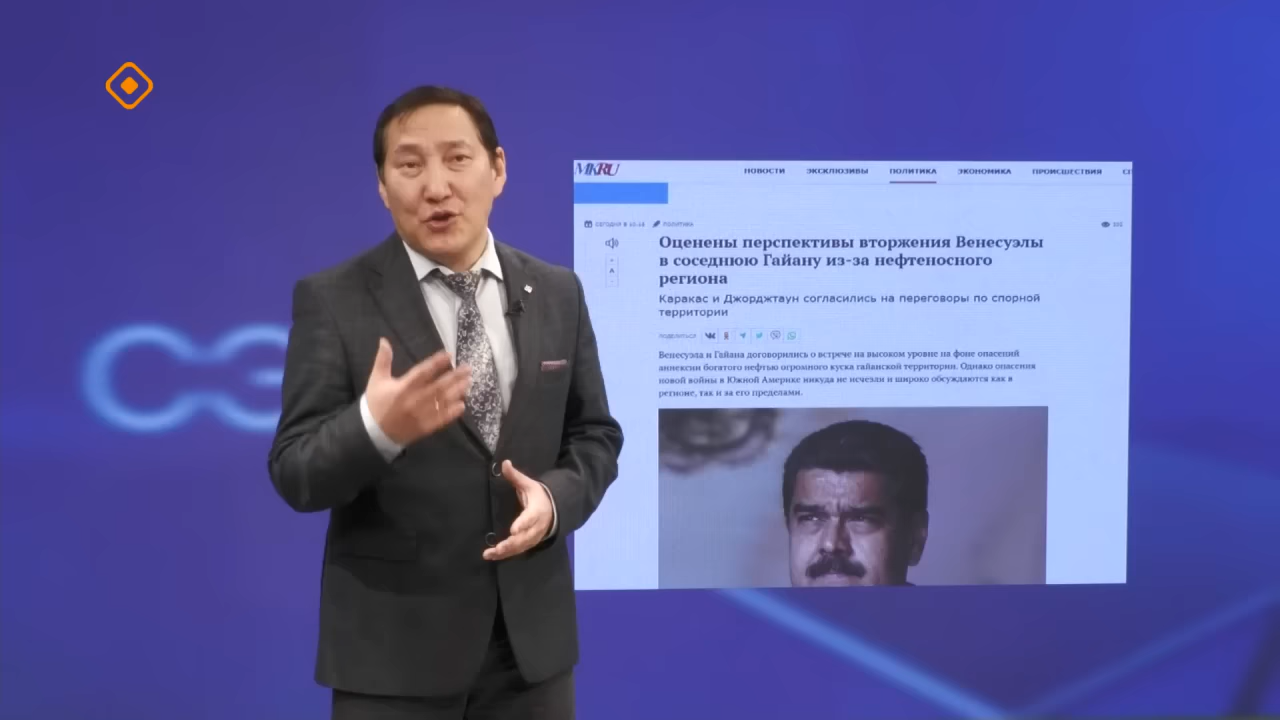 MKRU
НОВОСТИ ЭКСКЛЮЗИВЫ ПОЛИТИКА ЭКОНОМИКА ПРОИСШЕСТВИЯ
ПОЛИТИКА
Оценены перспективы вторжения Венесуэлы
в соседнюю Гайану из-за нефтеносного
региона
Каракас и Джорджтаун согласились на переговоры по спорной
территории
ПОДЕЛИТЬСЯ
Венесуэла и Гайана договорились о встрече на высоком уровне на фоне опасений
аннексии богатого нефтью огромного куска гайанской территории. Однако опасения
новой войны в Южной Америке никуда не исчезли и широко обсуждаются как в
регионе, так и за его пределами.